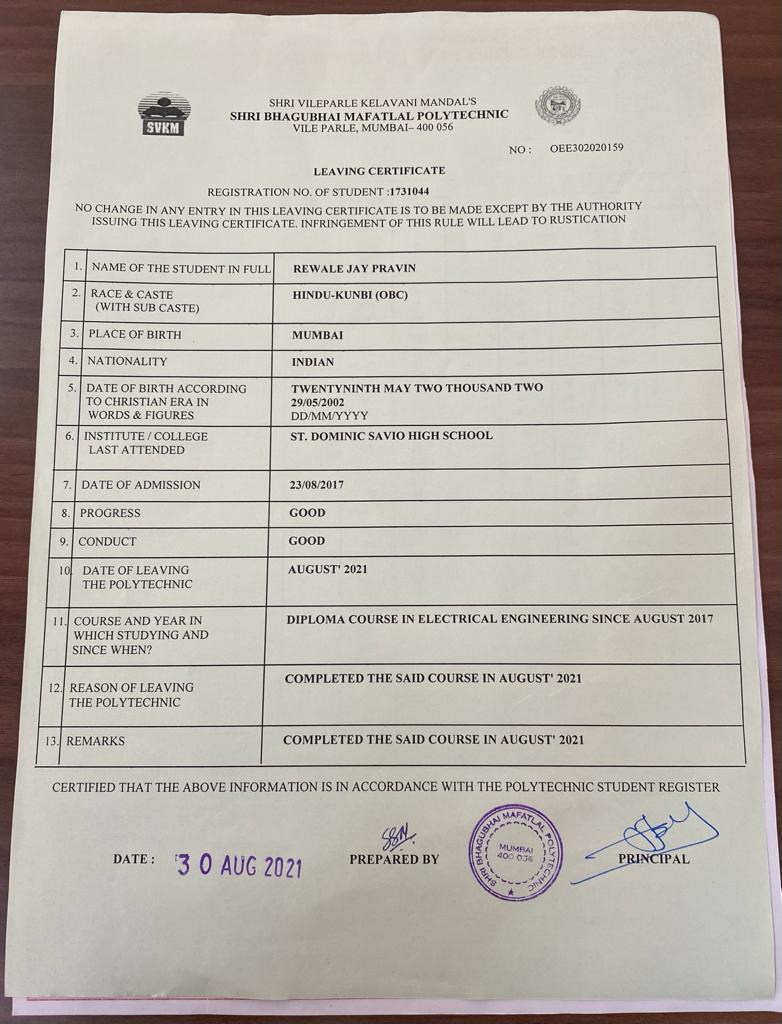 SVKM
SHRI VILEPARLE KELAVANI MANDAL'S
SHRI BHAGUBHAI MAFATLAL POLYTECHNIC
VILE PARLE, MUMBAI– 400 056
NO : OEE302020159
LEAVING CERTIFICATE
REGISTRATION NO. OF STUDENT :1731044
NO CHANGE IN ANY ENTRY IN THIS LEAVING CERTIFICATE IS TO BE MADE EXCEPT BY THE AUTHORITY
ISSUING THIS LEAVING CERTIFICATE. INFRINGEMENT OF THIS RULE WILL LEAD TO RUSTICATION
1. NAME OF THE STUDENT IN FULL REWALE JAY PRAVIN
2. RACE & CASTE HINDU-KUNBI (OBC)
(WITH SUB CASTE)
3. PLACE OF BIRTH MUMBAI
4. NATIONALITY INDIAN
5. DATE OF BIRTH ACCORDING TWENTYNINTH MAY TWO THOUSAND TWO
TO CHRISTIAN ERA IN 29/05/2002
WORDS & FIGURES DD/MM/YYYY
6. INSTITUTE / COLLEGE ST. DOMINIC SAVIO HIGH SCHOOL
LAST ATTENDED
7. DATE OF ADMISSION 23/08/2017
8. PROGRESS GOOD
9. CONDUCT GOOD
10. DATE OF LEAVING AUGUST' 2021
THE POLYTECHNIC
11. COURSE AND YEAR IN DIPLOMA COURSE IN ELECTRICAL ENGINEERING SINCE AUGUST 2017
WHICH STUDYING AND
SINCE WHEN?
12. REASON OF LEAVING COMPLETED THE SAID COURSE IN AUGUST' 2021
THE POLYTECHNIC
13. REMARKS COMPLETED THE SAID COURSE IN AUGUST' 2021
CERTIFIED THAT THE ABOVE INFORMATION IS IN ACCORDANCE WITH THE POLYTECHNIC STUDENT REGISTER
DATE : 30 AUG 2021 PREPARED BY PRINCIPAL
SHRI BHAGUBHAI MAFATLAL POLYTECHNIC
MUMBAI
400 056